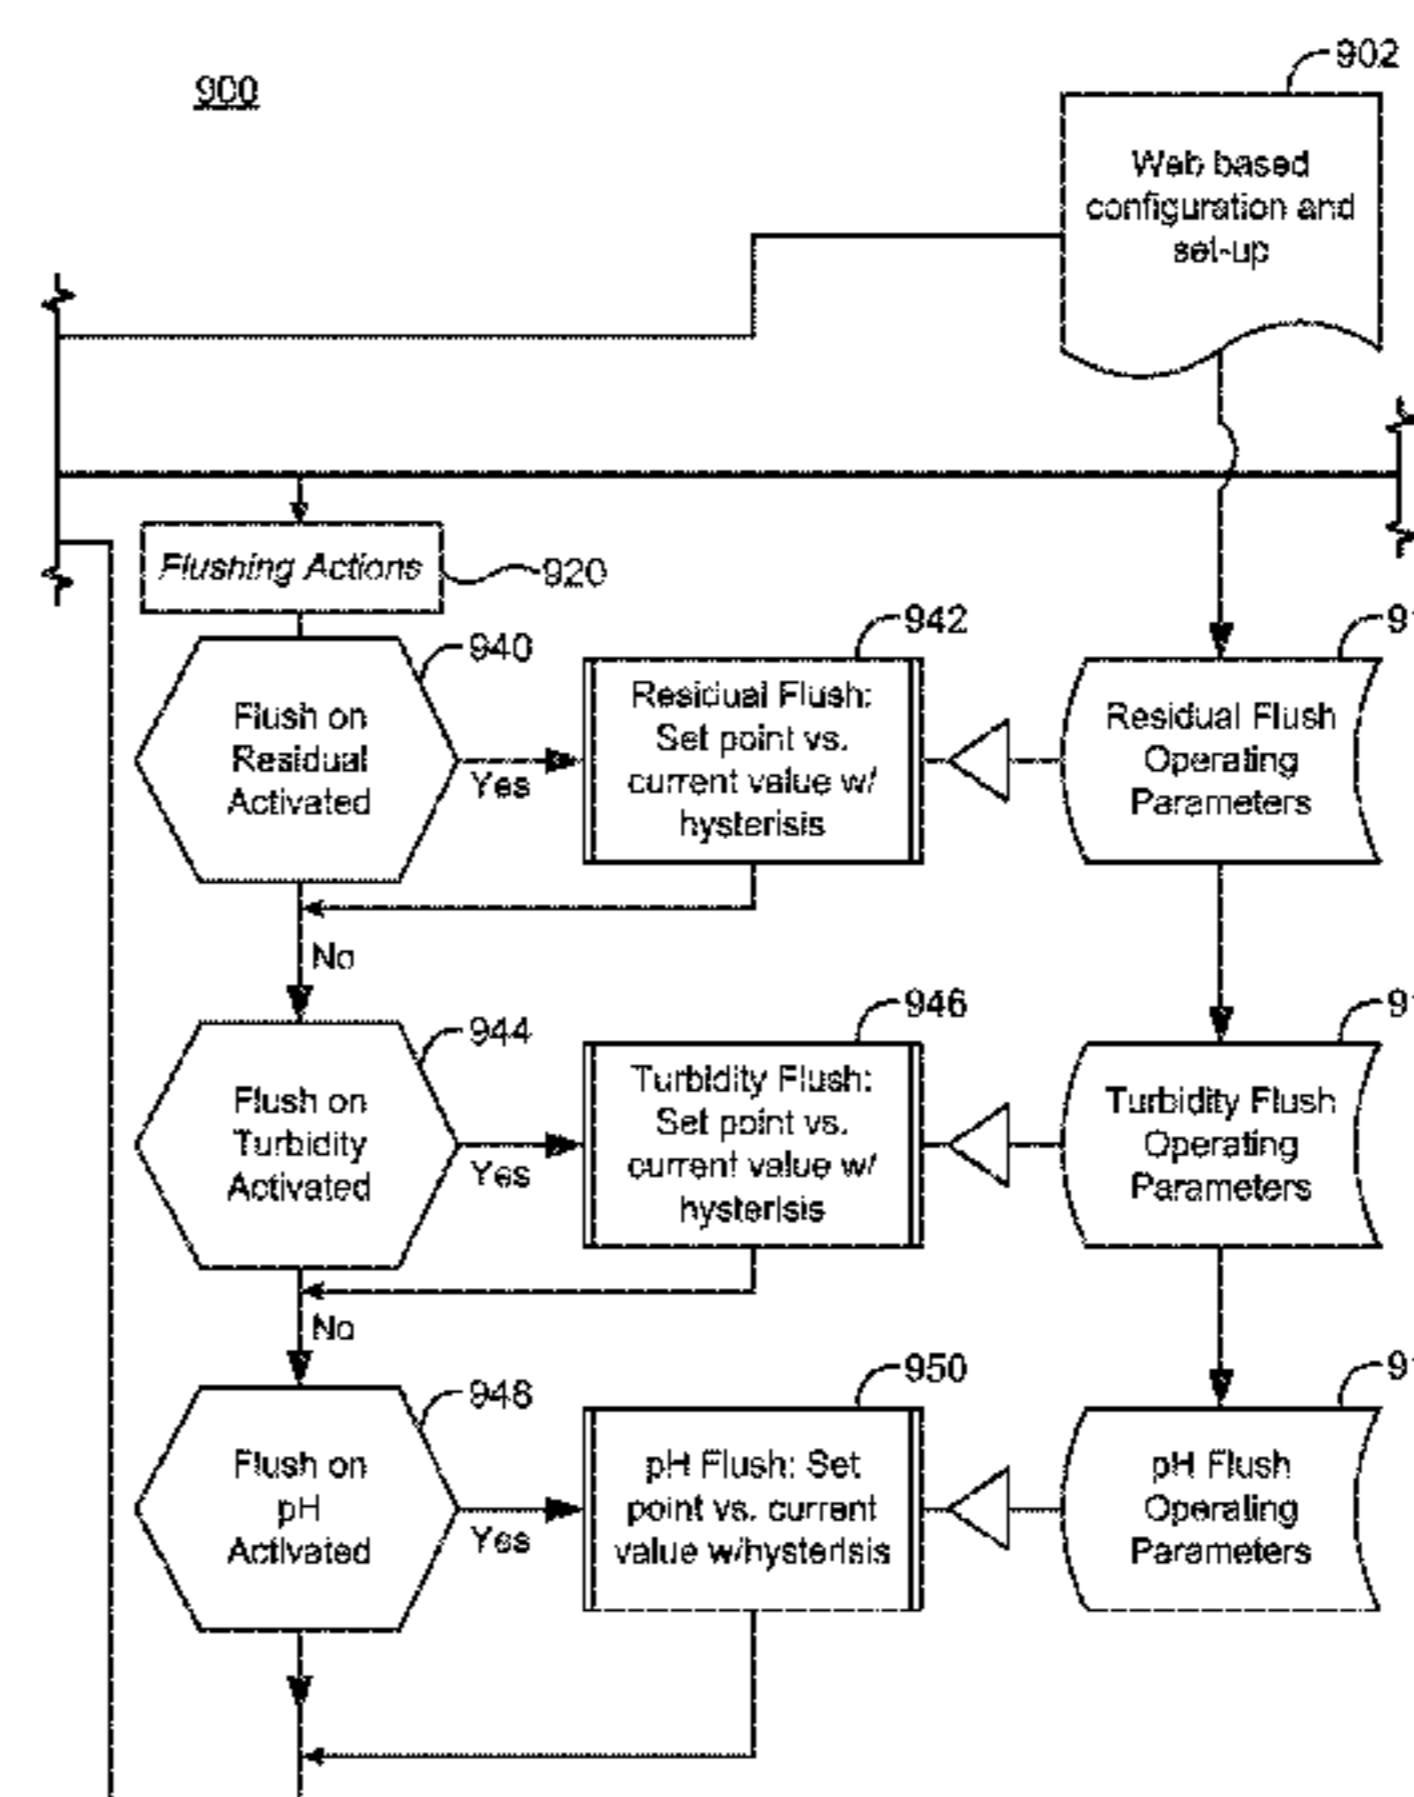 900
902
Web based
configuration and
set-up
Flushing Actions
920
940
Flush on
Residual
Activated
Yes
942
Residual Flush:
Set point vs.
current value w/
hysterisis
91
Residual Flush
Operating
Parameters
No
944
Flush on
Turbidity
Activated
Yes
946
Turbidity Flush:
Set point vs.
current value w/
hysterisis
91
Turbidity Flush
Operating
Parameters
No
948
Flush on
pH
Activated
Yes
950
pH Flush: Set
point vs. current
value w/hysterisis
91
pH Flush
Operating
Parameters